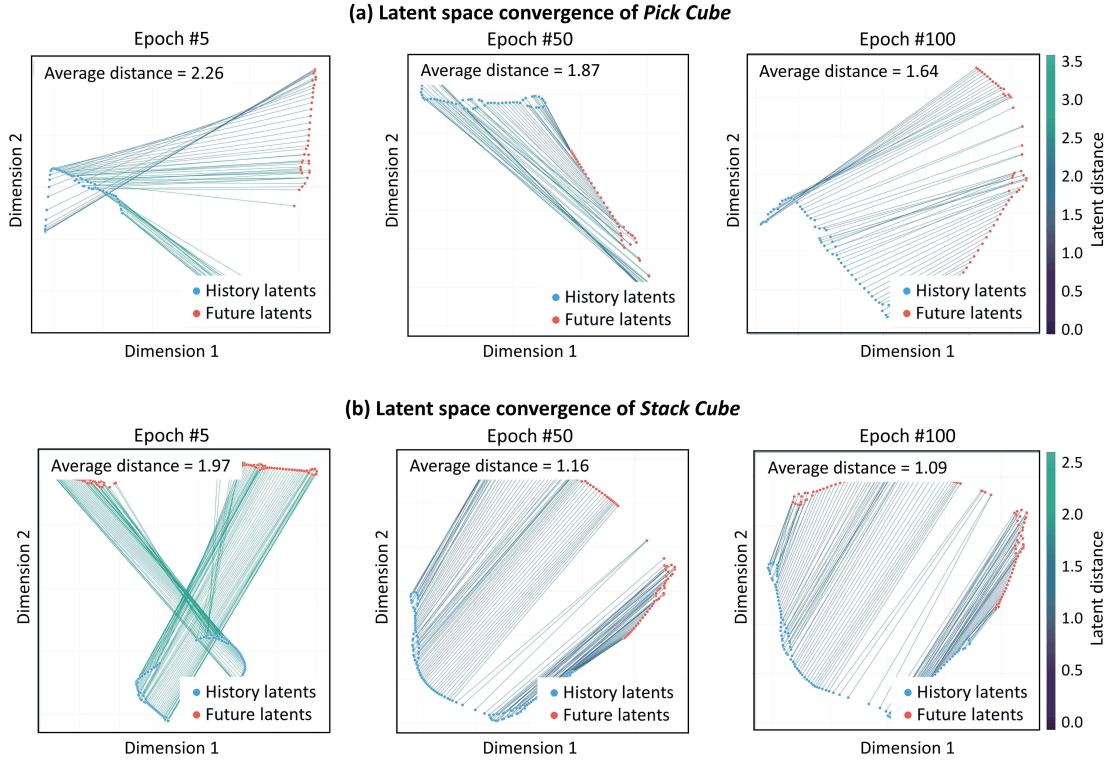 (a) Latent space convergence of Pick Cube
Epoch #5
Epoch #50
Epoch #100
Average distance = 2.26
Average distance = 1.87
Average distance = 1.64
Dimension 2
Dimension 2
Dimension 2
History latents
Future latents
History latents
Future latents
History latents
Future latents
Dimension 1
Dimension 1
Dimension 1
3.5
3.0
2.5
2.0
1.5
1.0
0.5
0.0
Latent distance
(b) Latent space convergence of Stack Cube
Epoch #5
Epoch #50
Epoch #100
Average distance = 1.97
Average distance = 1.16
Average distance = 1.09
Dimension 2
Dimension 2
Dimension 2
History latents
Future latents
History latents
Future latents
History latents
Future latents
Dimension 1
Dimension 1
Dimension 1
2.5
2.0
1.5
1.0
0.5
0.0
Latent distance